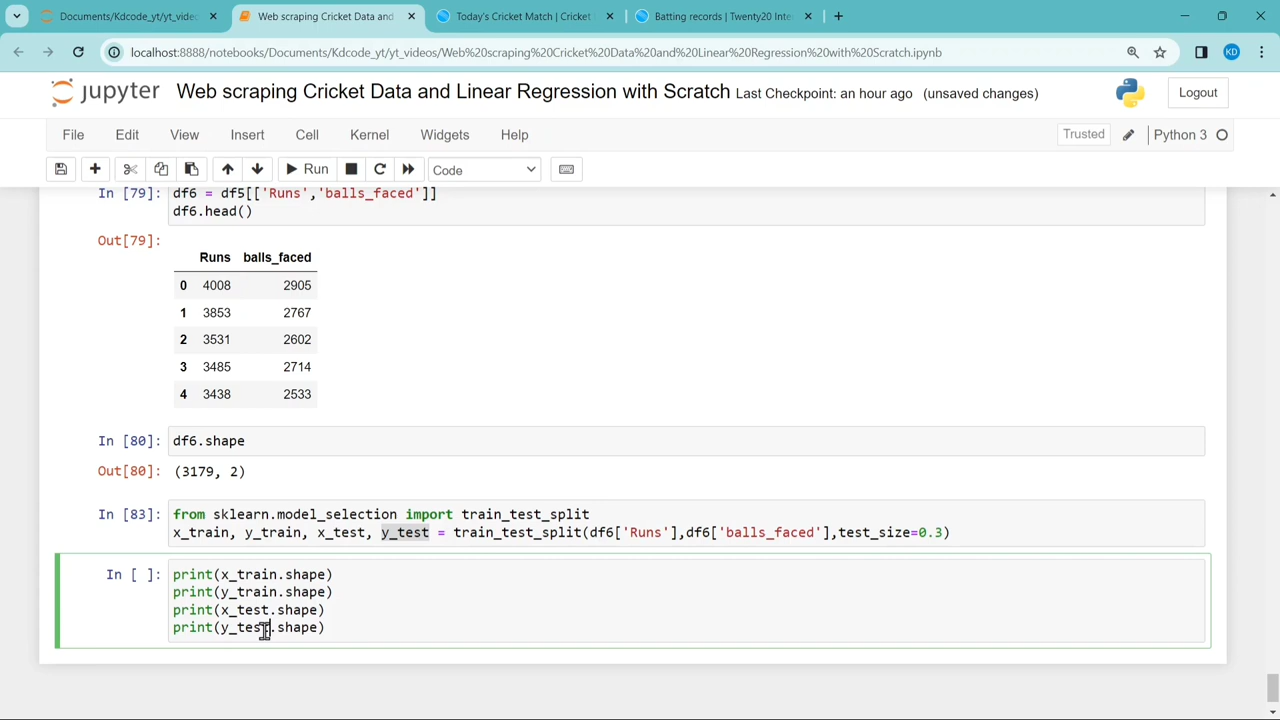 Documents/Kdcode_yt/yt_video
Web scraping Cricket Data and
Today's Cricket Match | Cricket
Batting records | Twenty20 Inte
localhost:8888/notebooks/Documents/Kdcode_yt/yt_videos/Web%20scraping%20Cricket%20Data%20and%20Linear%20Regression%20with%20Scratch.ipynb
KD
jupyter Web scraping Cricket Data and Linear Regression with Scratch Last Checkpoint: an hour ago (unsaved changes)
Logout
File Edit View Insert Cell Kernel Widgets Help
Trusted Python 3
Run Code
In [79]: df6 = df5[['Runs','balls_faced']]
df6.head()
Out[79]:
Runs balls_faced
0 4008 2905
1 3853 2767
2 3531 2602
3 3485 2714
4 3438 2533
In [80]: df6.shape
Out[80]: (3179, 2)
In [83]: from sklearn.model_selection import train_test_split
x_train, y_train, x_test, y_test = train_test_split(df6['Runs'],df6['balls_faced'],test_size=0.3)
In [ ]: print(x_train.shape)
print(y_train.shape)
print(x_test.shape)
print(y_test.shape)